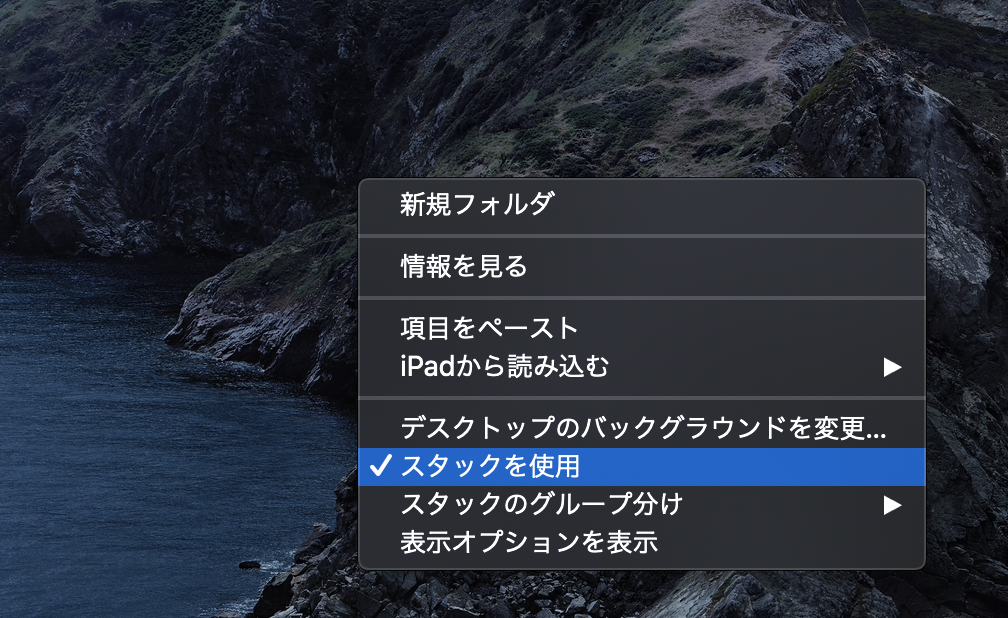 新規フォルダ
情報を見る
項目をペースト
iPadから読み込む
デスクトップのバックグラウンドを変更...
スタックを使用
スタックのグループ分け
表示オプションを表示